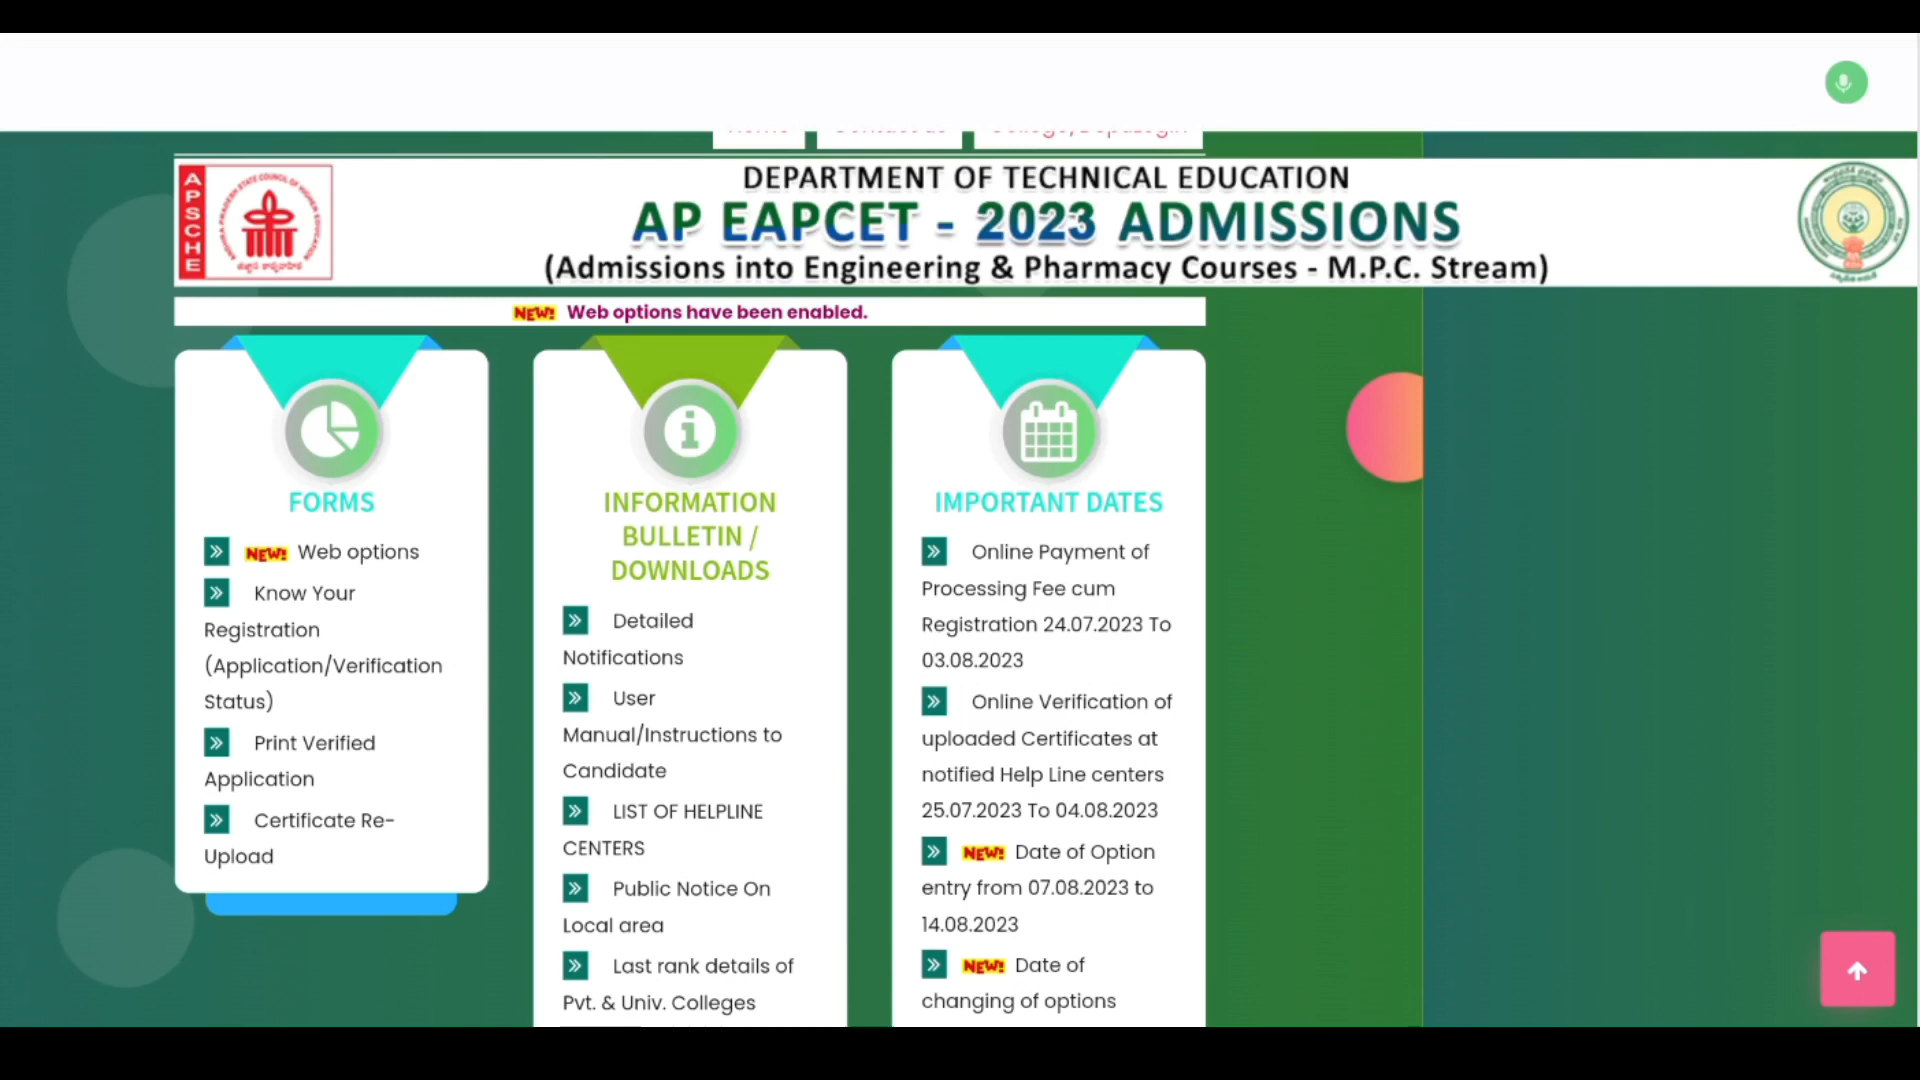 DEPARTMENT OF TECHNICAL EDUCATION
AP EAPCET - 2023 ADMISSIONS
(Admissions into Engineering & Pharmacy Courses - M.P.C. Stream)
APSCHE
NEW! Web options have been enabled.
FORMS
NEW! Web options
Know Your
Registration
(Application/Verification
Status)
Print Verified
Application
Certificate Re-
Upload
INFORMATION
BULLETIN /
DOWNLOADS
Detailed
Notifications
User
Manual/Instructions to
Candidate
LIST OF HELPLINE
CENTERS
Public Notice On
Local area
Last rank details of
Pvt. & Univ. Colleges
IMPORTANT DATES
Online Payment of
Processing Fee cum
Registration 24.07.2023 To
03.08.2023
Online Verification of
uploaded Certificates at
notified Help Line centers
25.07.2023 To 04.08.2023
NEW! Date of Option
entry from 07.08.2023 to
14.08.2023
NEW! Date of
changing of options